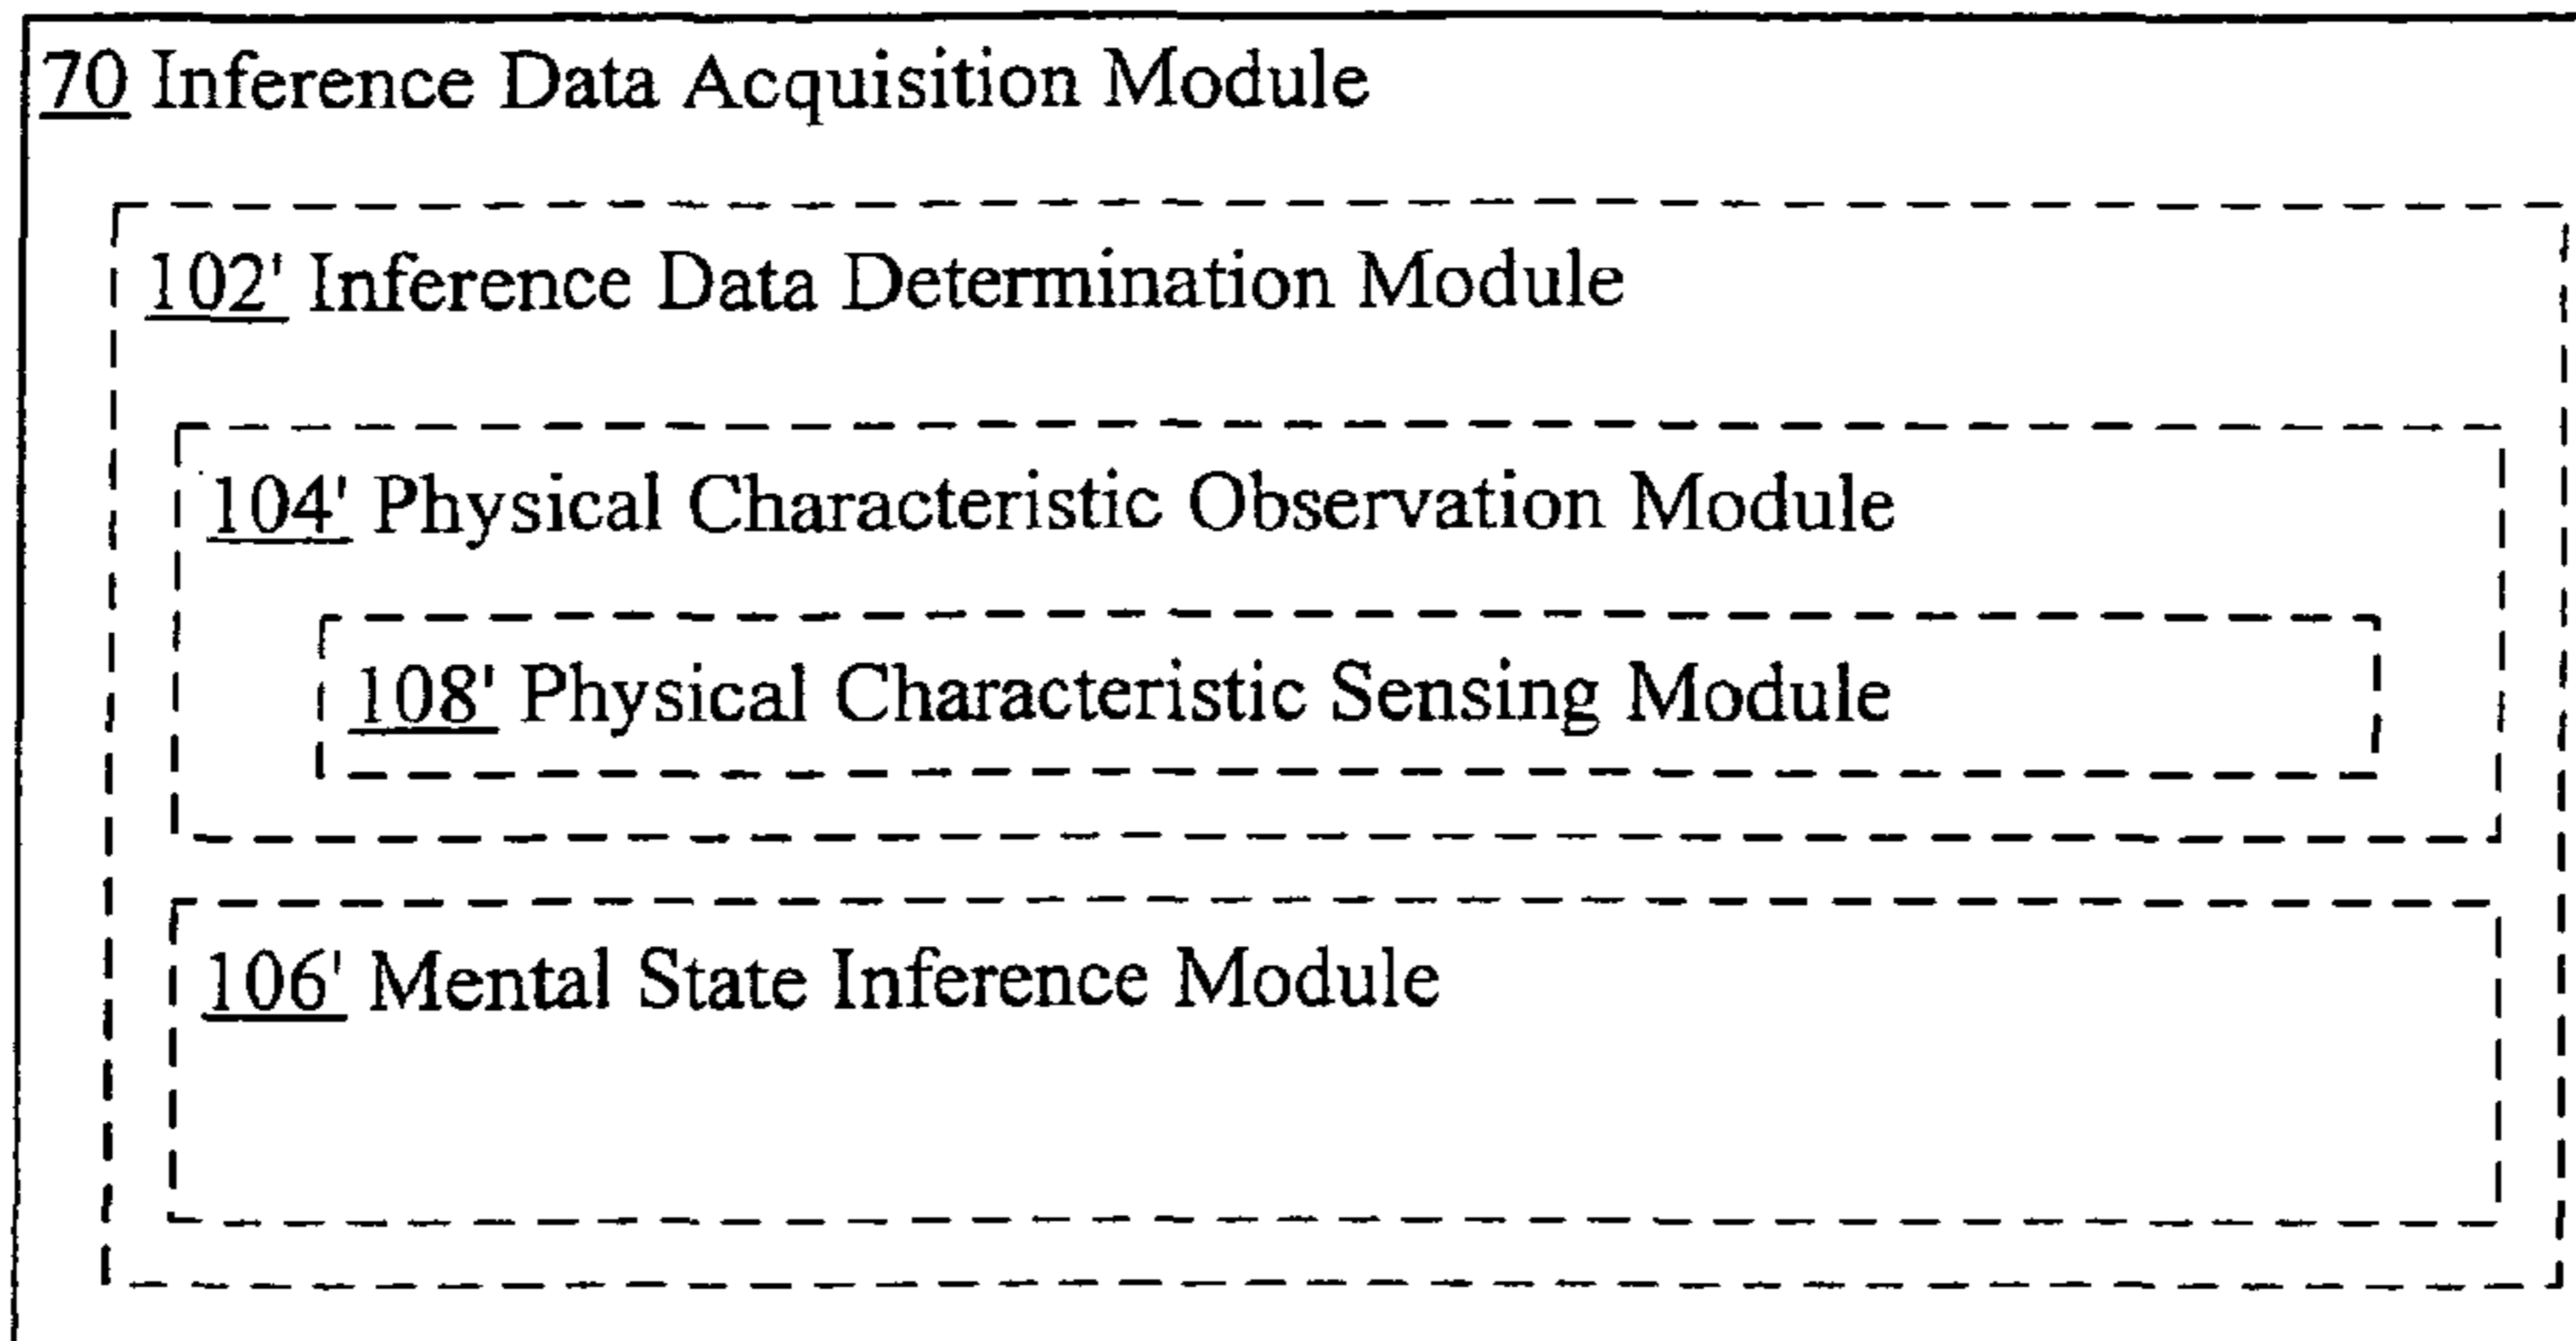 70 Inference Data Acquisition Module
102' Inference Data Determination Module
104' Physical Characteristic Observation Module
108' Physical Characteristic Sensing Module
106' Mental State Inference Module